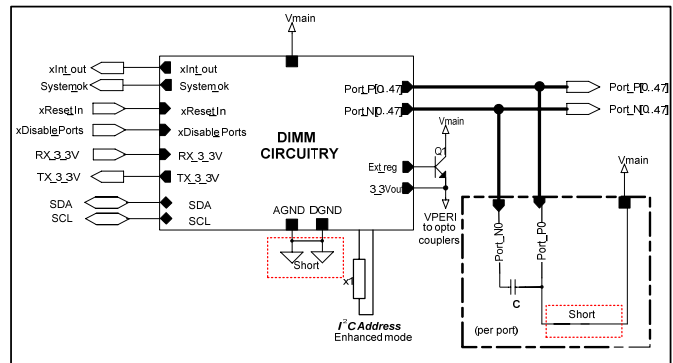 Vmain
xInt_out
xInt_out
Systemok
Systemok
xResetIn
xResetIn
xDisablePorts
xDisable Ports
RX_3_3V
RX_3_3V
TX_3_3V
TX_3_3V
SDA
SDA
SCL
SCL
DIMM
CIRCUITRY
Port_P[0..47]
Port_P[0..47]
Port_N[0..47]
Port_N[0..47]
Vmain
Q1
Ext_reg
3_3Vout
VPERI
to opto
couplers
AGND DGND
Short
x1
I²C Address
Enhanced mode
Vmain
Port_N0
Port_P0
C
Short
(per port)